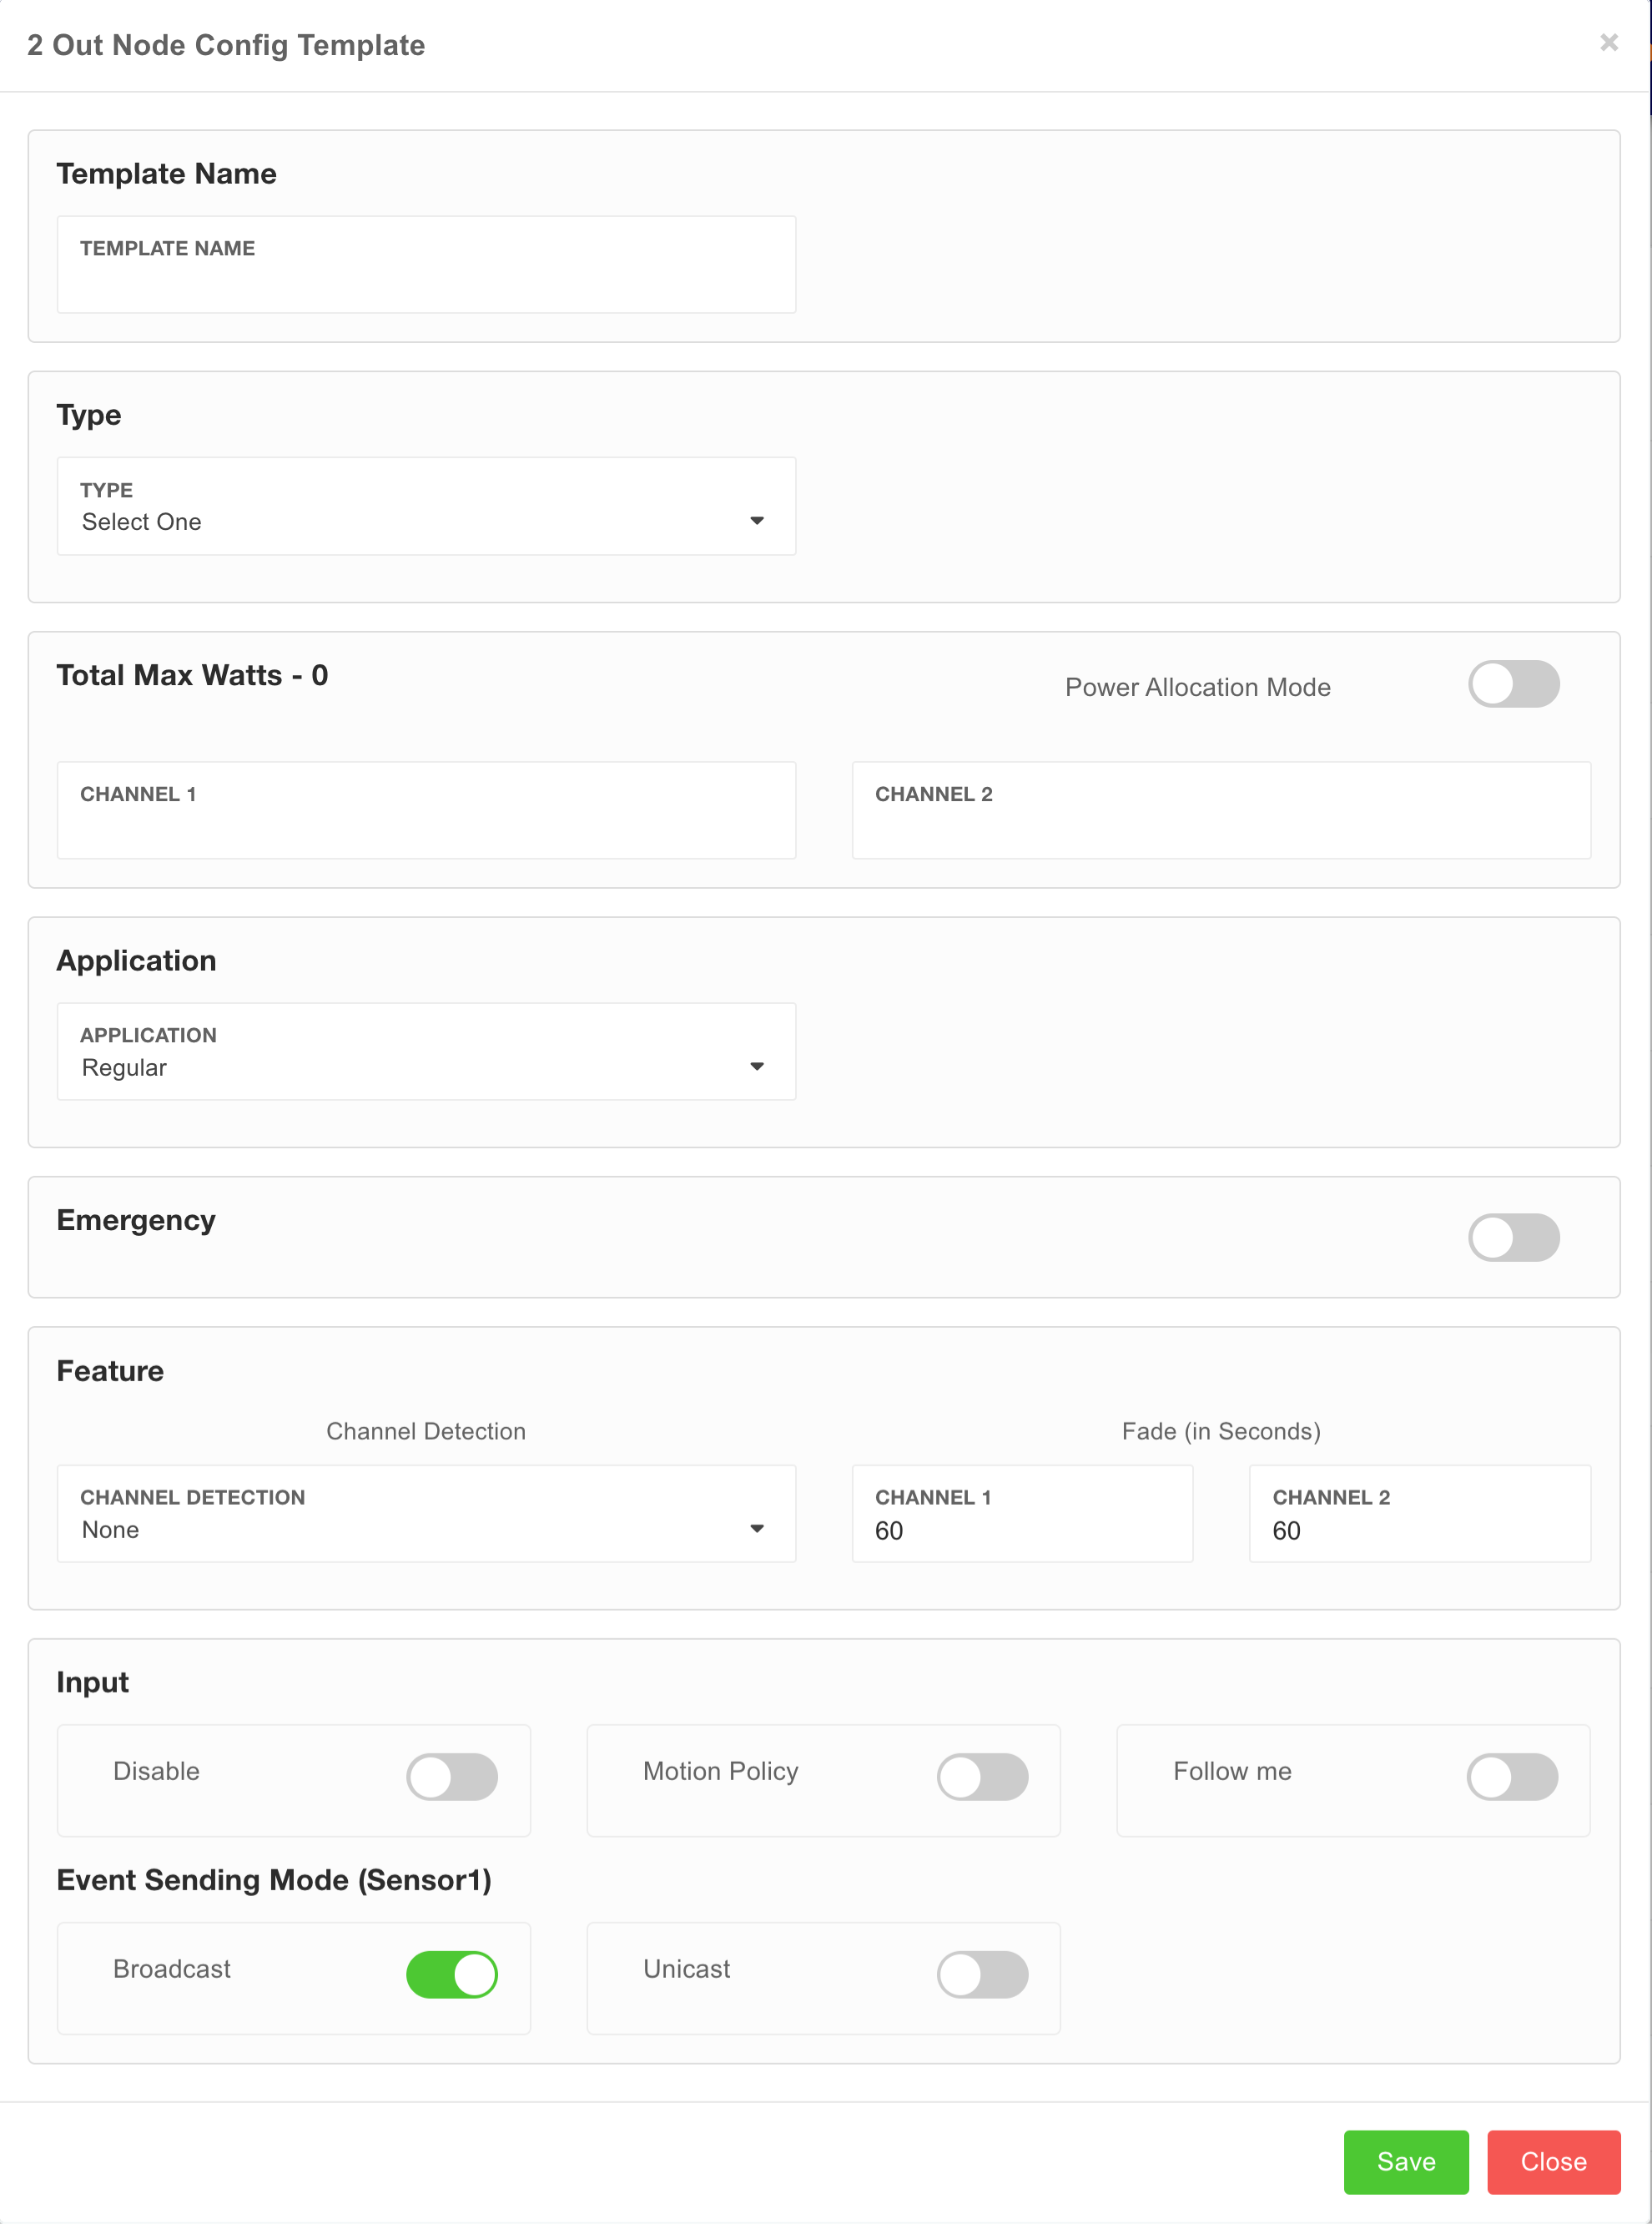 2 Out Node Config Template
×
Template Name
TEMPLATE NAME
Type
TYPE
Select One
Total Max Watts - 0
Power Allocation Mode
CHANNEL 1
CHANNEL 2
Application
APPLICATION
Regular
Emergency
Feature
Channel Detection
Fade (in Seconds)
CHANNEL DETECTION
None
CHANNEL 1
60
CHANNEL 2
60
Input
Disable
Motion Policy
Follow me
Event Sending Mode (Sensor1)
Broadcast
Unicast
Save
Close